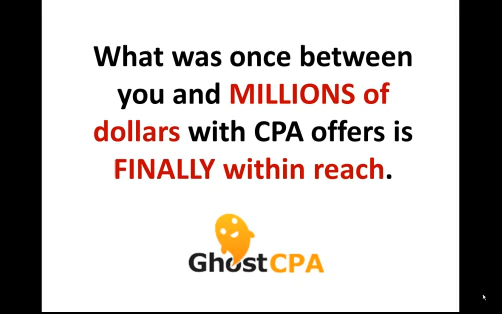 What was once between
you and MILLIONS of
dollars with CPA offers is
FINALLY within reach.
GhostCPA